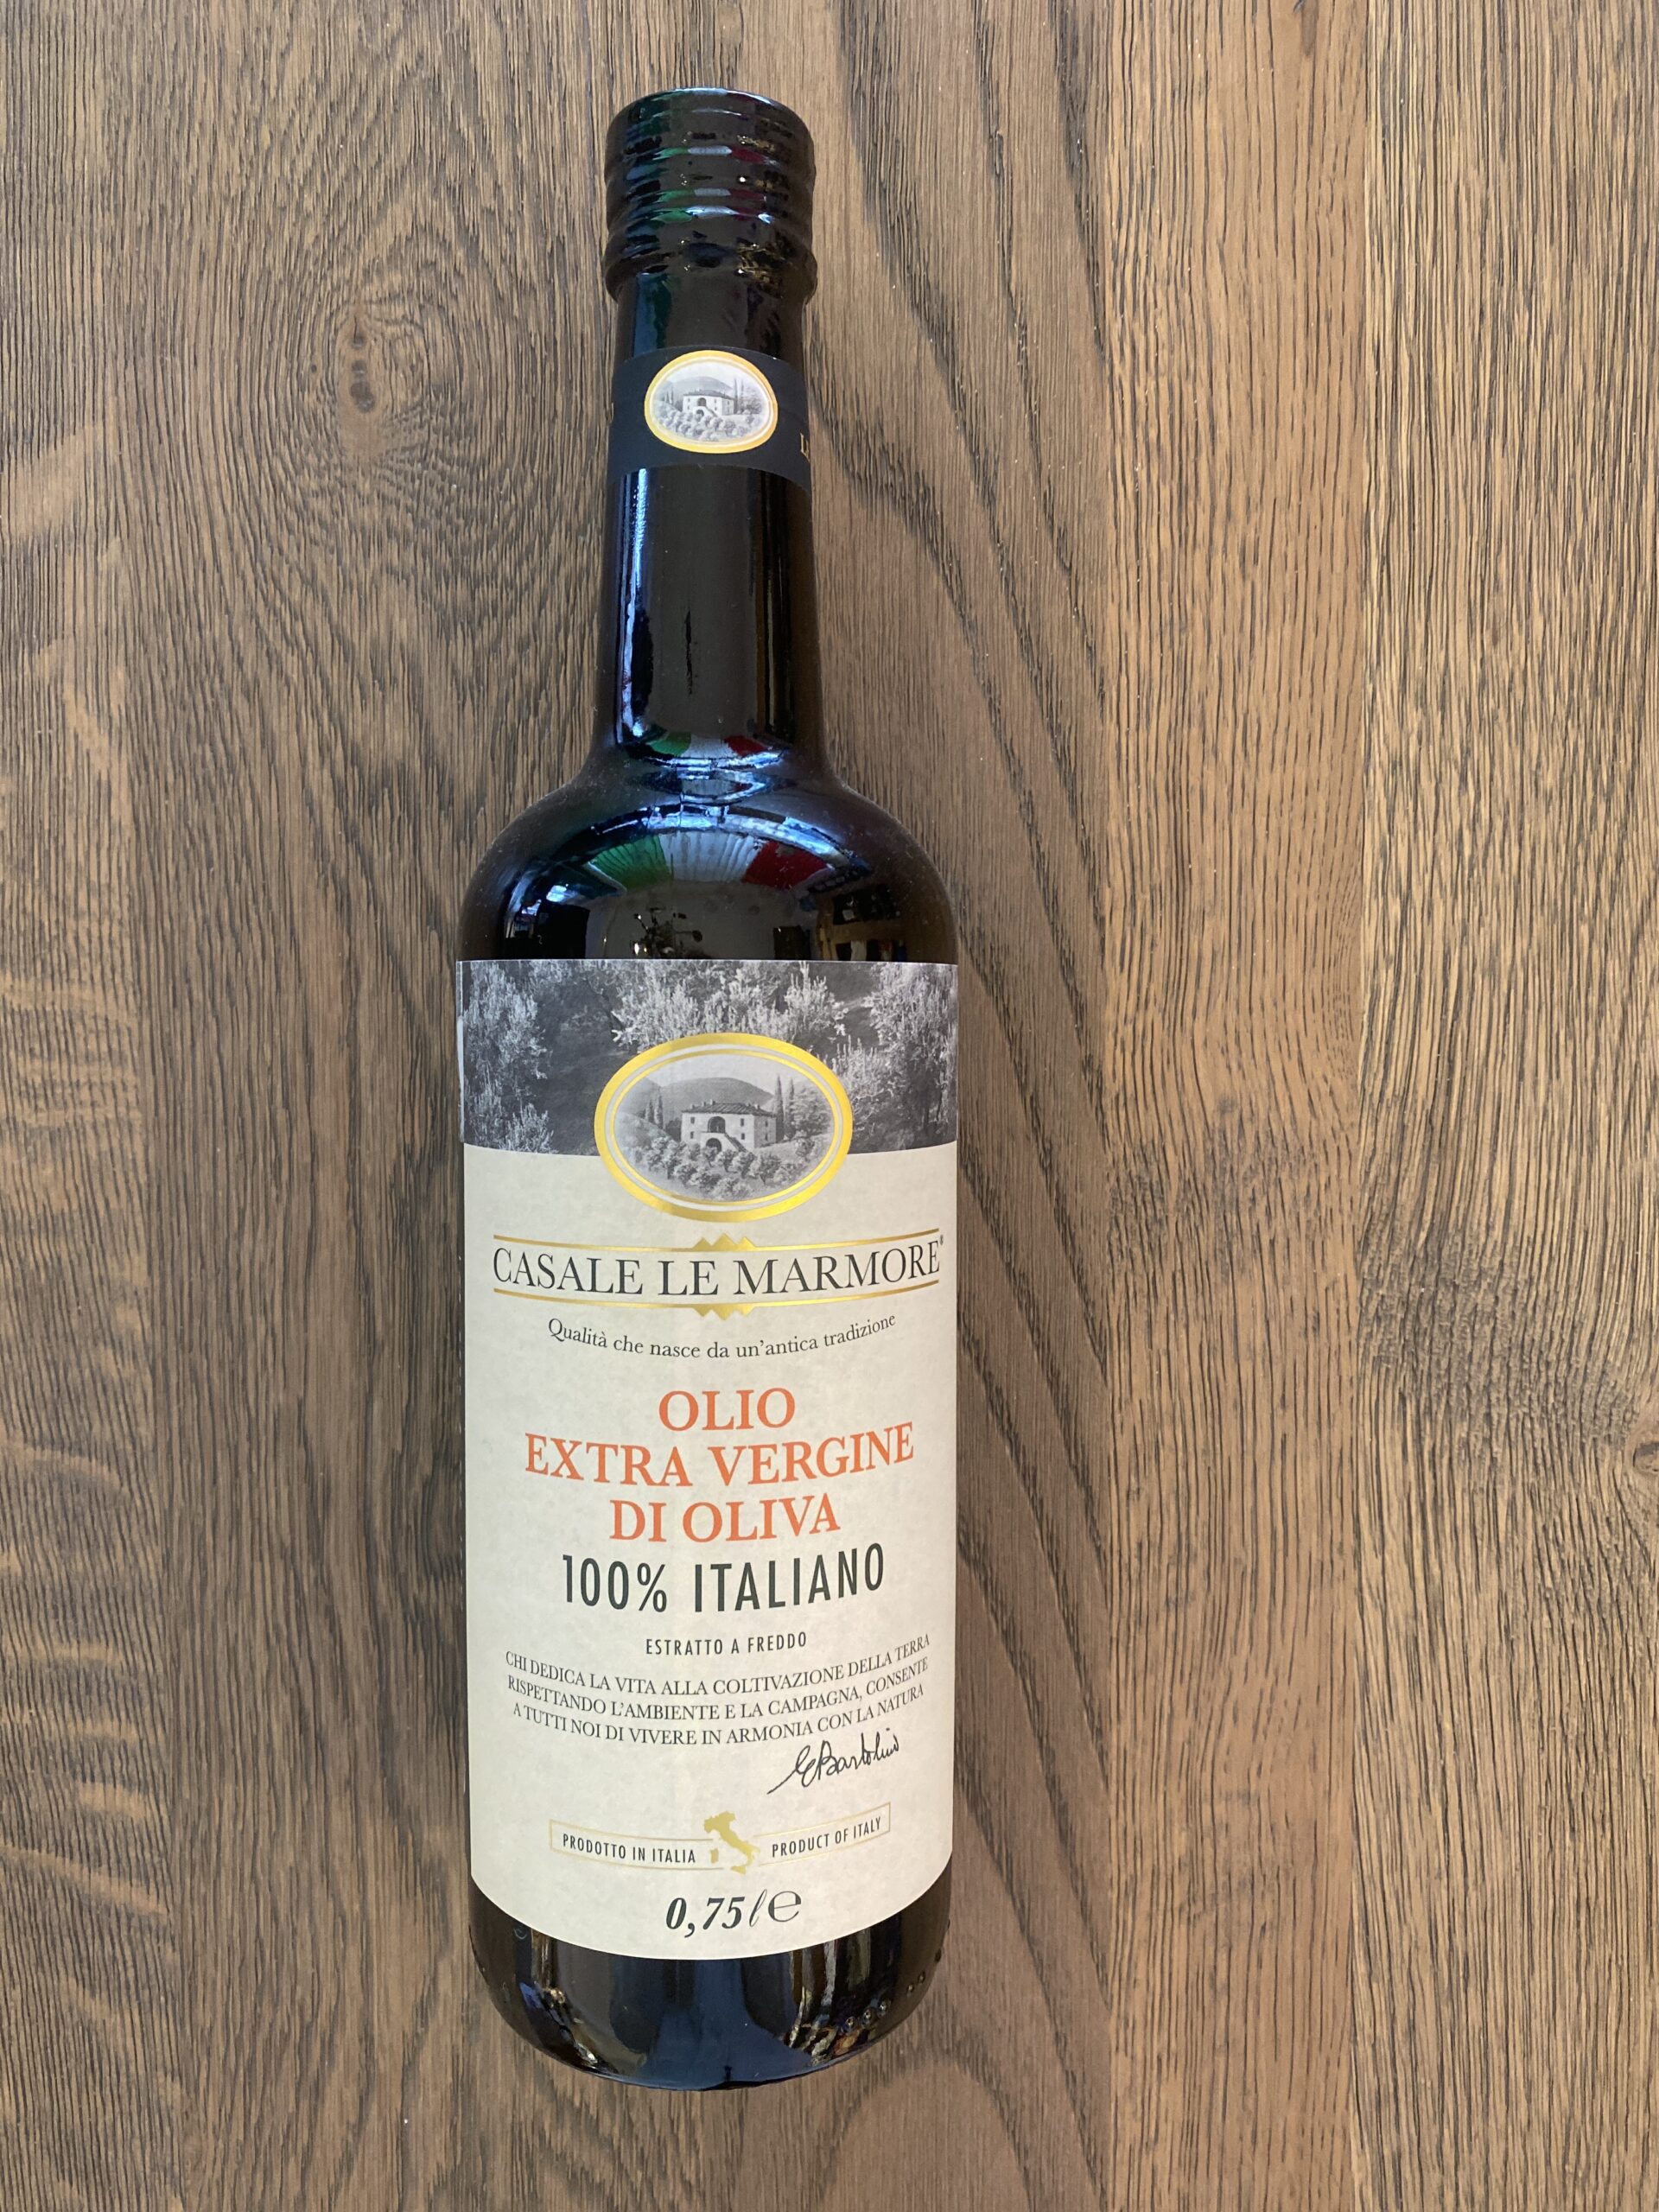 CASALE LE MARMORE®
Qualità che nasce da un'antica tradizione
OLIO
EXTRA VERGINE
DI OLIVA
100% ITALIANO
ESTRATTO A FREDDO
CHI DEDICA LA VITA ALLA COLTIVAZIONE DELLA TERRA
RISPETTANDO L'AMBIENTE E LA CAMPAGNA, CONSENTE
A TUTTI NOI DI VIVERE IN ARMONIA CON LA NATURA
PRODOTTO IN ITALIA PRODUCT OF ITALY
0,75 l ℮